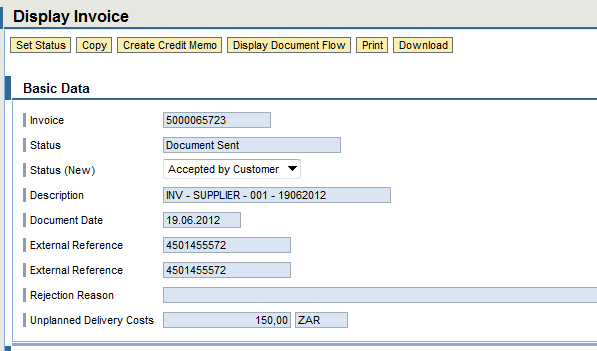 Display Invoice
Set Status Copy Create Credit Memo Display Document Flow Print Download
Basic Data
Invoice 5000065723
Status Document Sent
Status (New) Accepted by Customer
Description INV - SUPPLIER - 001 - 19062012
Document Date 19.06.2012
External Reference 4501455572
External Reference 4501455572
Rejection Reason
Unplanned Delivery Costs 150,00 ZAR